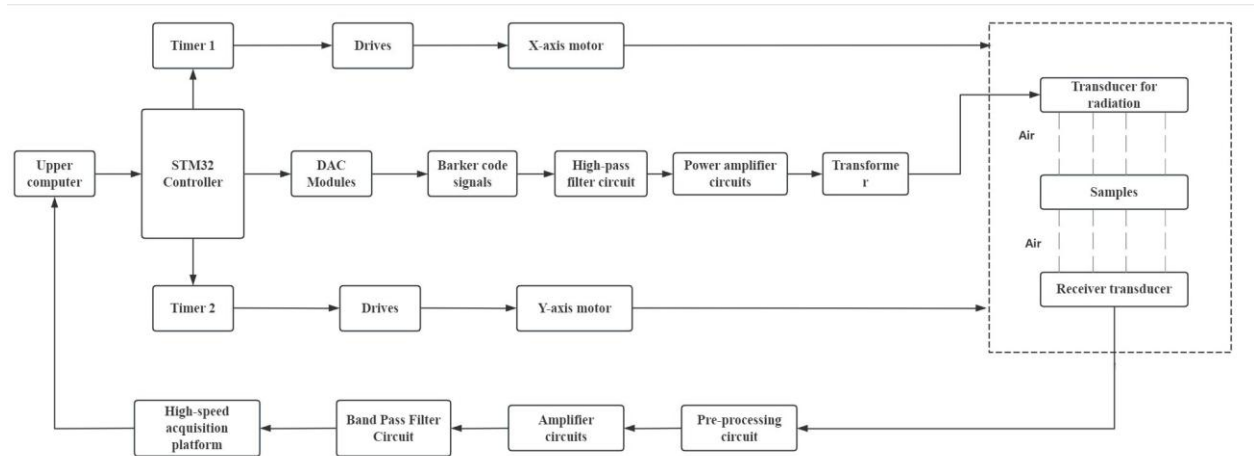 Timer 1
Drives
X-axis motor
Transducer for
radiation
Air
Upper
computer
STM32
Controller
DAC
Modules
Barker code
signals
High-pass
filter circuit
Power amplifier
circuits
Transforme
r
Samples
Air
Timer 2
Drives
Y-axis motor
Receiver transducer
High-speed
acquisition
platform
Band Pass Filter
Circuit
Amplifier
circuits
Pre-processing
circuit